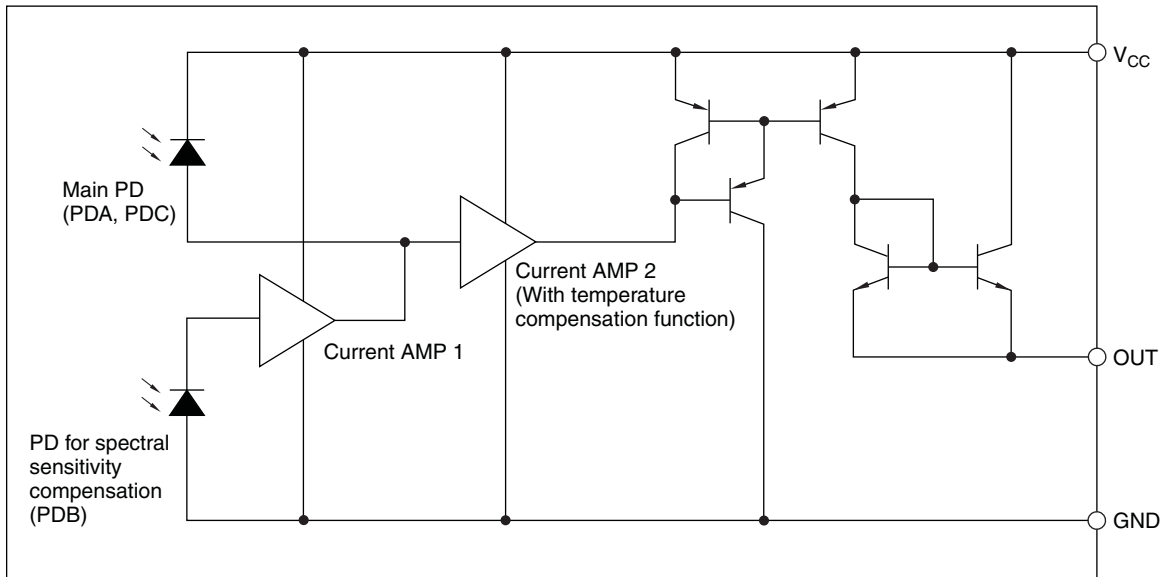 V_CC
Main PD
(PDA, PDC)
Current AMP 2
(With temperature
compensation function)
Current AMP 1
OUT
PD for spectral
sensitivity
compensation
(PDB)
GND